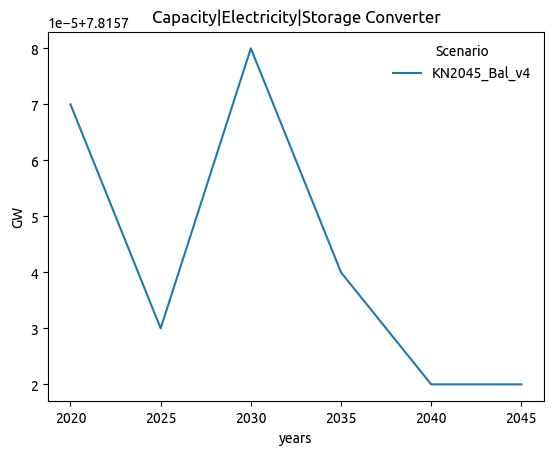 Capacity|Electricity|Storage Converter
1e−5+7.8157
Scenario
KN2045_Bal_v4
8
7
6
5
4
3
2
GW
2020 2025 2030 2035 2040 2045
years